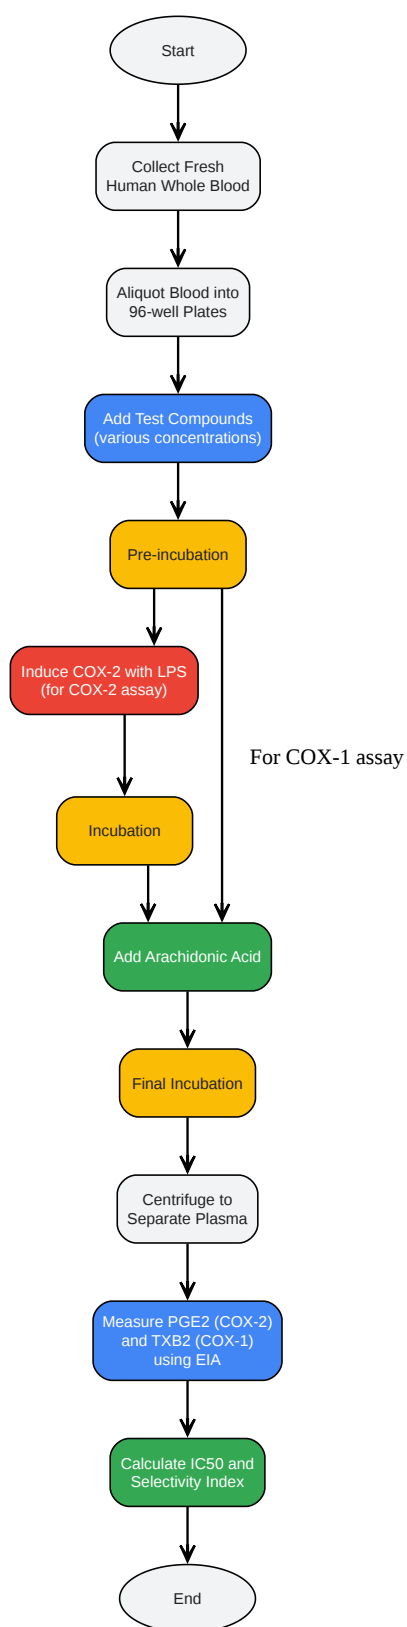 Start
Collect Fresh
Human Whole Blood
Aliquot Blood into
96-well Plates
Add Test Compounds
(various concentrations)
Pre-incubation
Induce COX-2 with LPS
(for COX-2 assay)
For COX-1 assay
Incubation
Add Arachidonic Acid
Final Incubation
Centrifuge to
Separate Plasma
Measure PGE2 (COX-2)
and TXB2 (COX-1)
using EIA
Calculate IC50 and
Selectivity Index
End